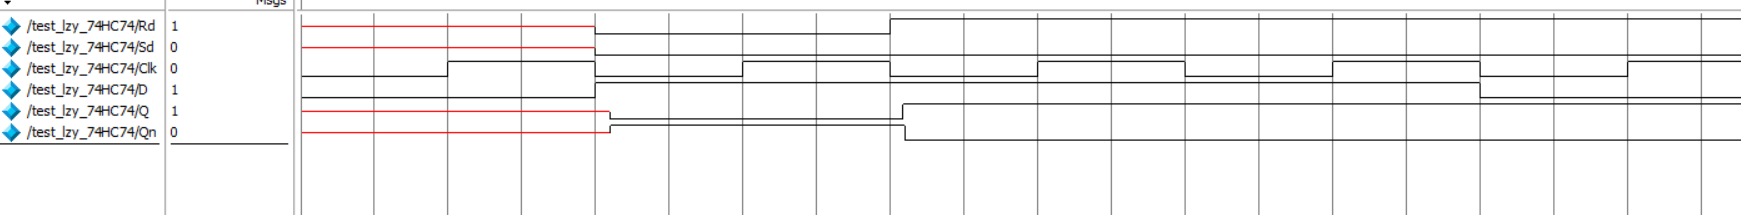 Msgs
/test_lzy_74HC74/Rd 1
/test_lzy_74HC74/Sd 0
/test_lzy_74HC74/Clk 0
/test_lzy_74HC74/D 1
/test_lzy_74HC74/Q 1
/test_lzy_74HC74/Qn 0